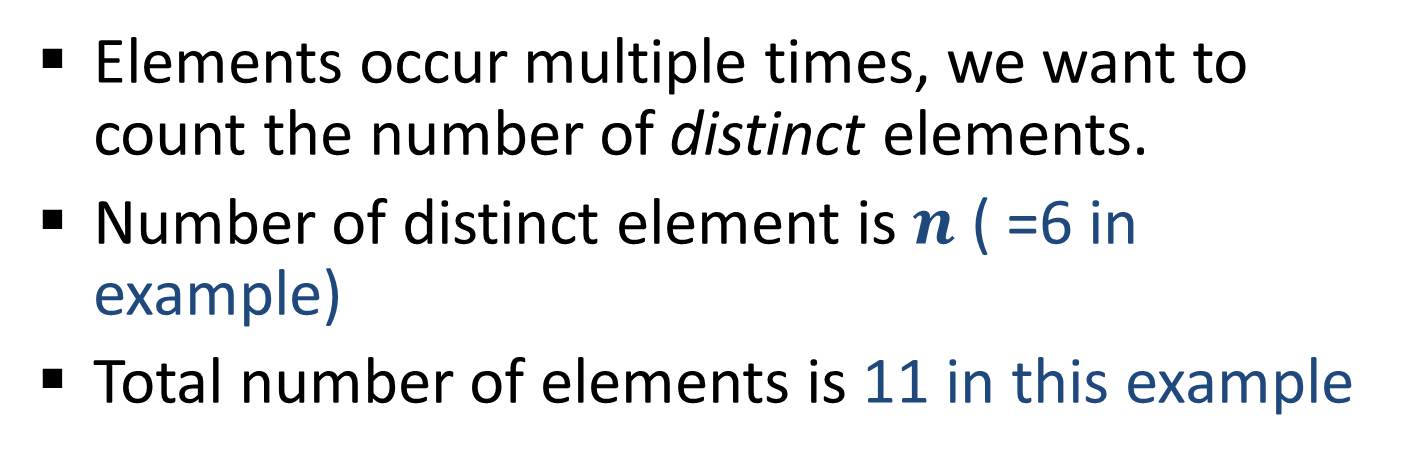 ▪ Elements occur multiple times, we want to
count the number of distinct elements.
▪ Number of distinct element is n ( =6 in
example)
▪ Total number of elements is 11 in this example